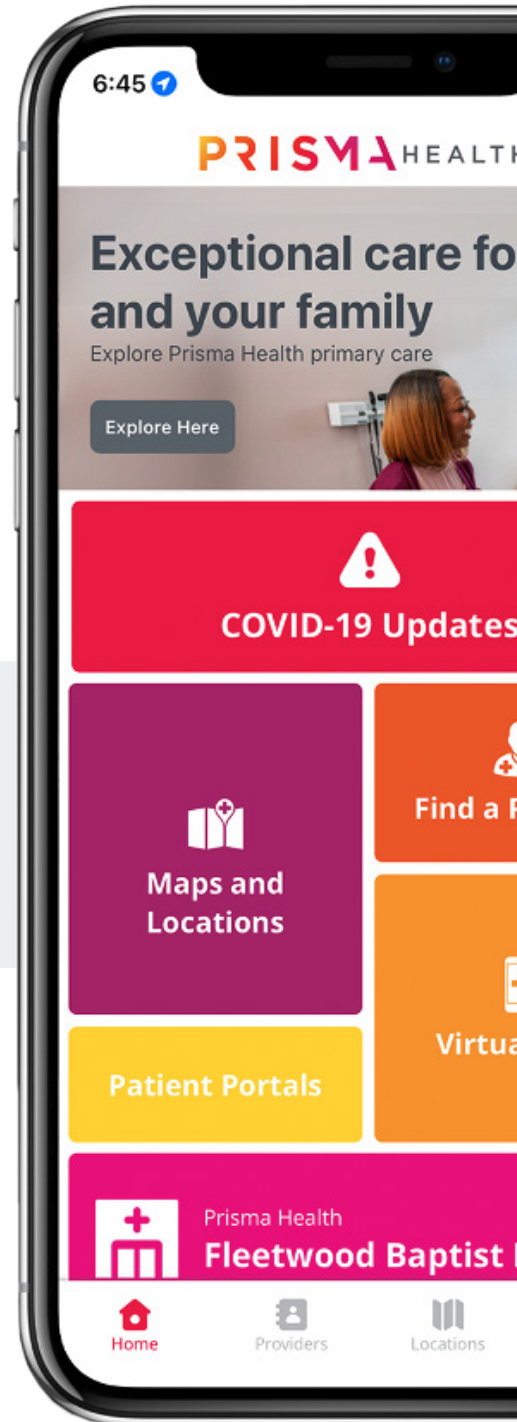 6:45
PRISMA HEALTH
Exceptional care fo
and your family
Explore Prisma Health primary care
Explore Here
COVID-19 Updates
Find a
Maps and
Locations
Virtua
Patient Portals
Prisma Health
Fleetwood Baptist
Home
Providers
Locations